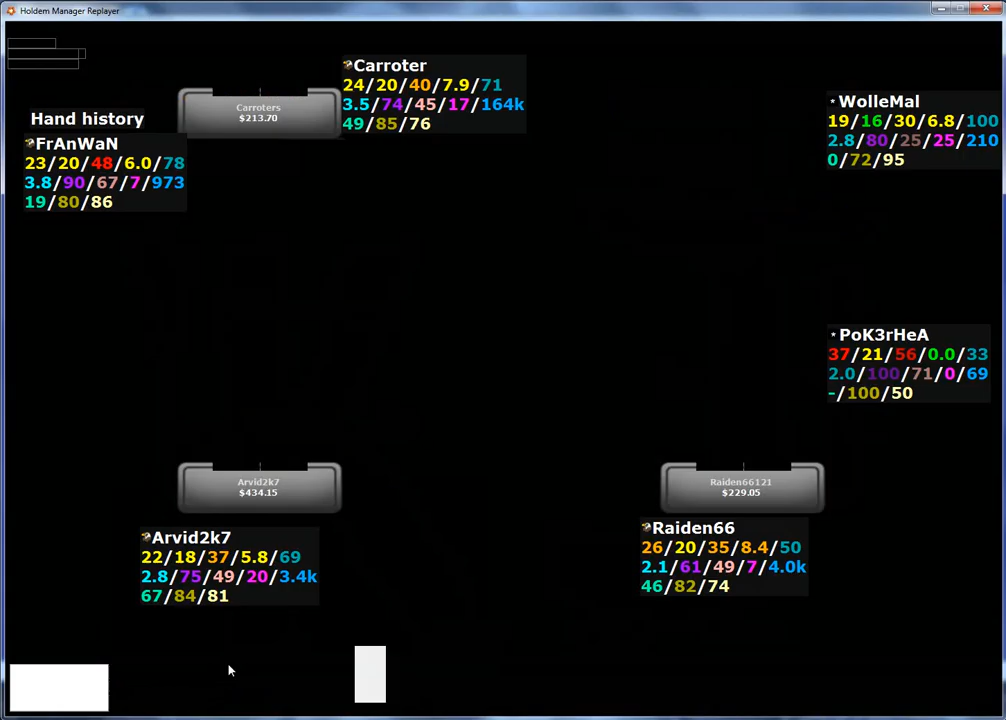 Holdem Manager Replayer
Carroter
24/20/40/7.9/71
3.5/74/45/17/164k
49/85/76
Carroters
$213.70
Hand history
FrAnWaN
23/20/48/6.0/78
3.8/90/67/7/973
19/80/86
WolleMal
19/16/30/6.8/100
2.8/80/25/25/210
0/72/95
PoK3rHeA
37/21/56/0.0/33
2.0/100/71/0/69
-/100/50
Arvid2k7
$434.15
Arvid2k7
22/18/37/5.8/69
2.8/75/49/20/3.4k
67/84/81
Raiden66121
$229.05
Raiden66
26/20/35/8.4/50
2.1/61/49/7/4.0k
46/82/74